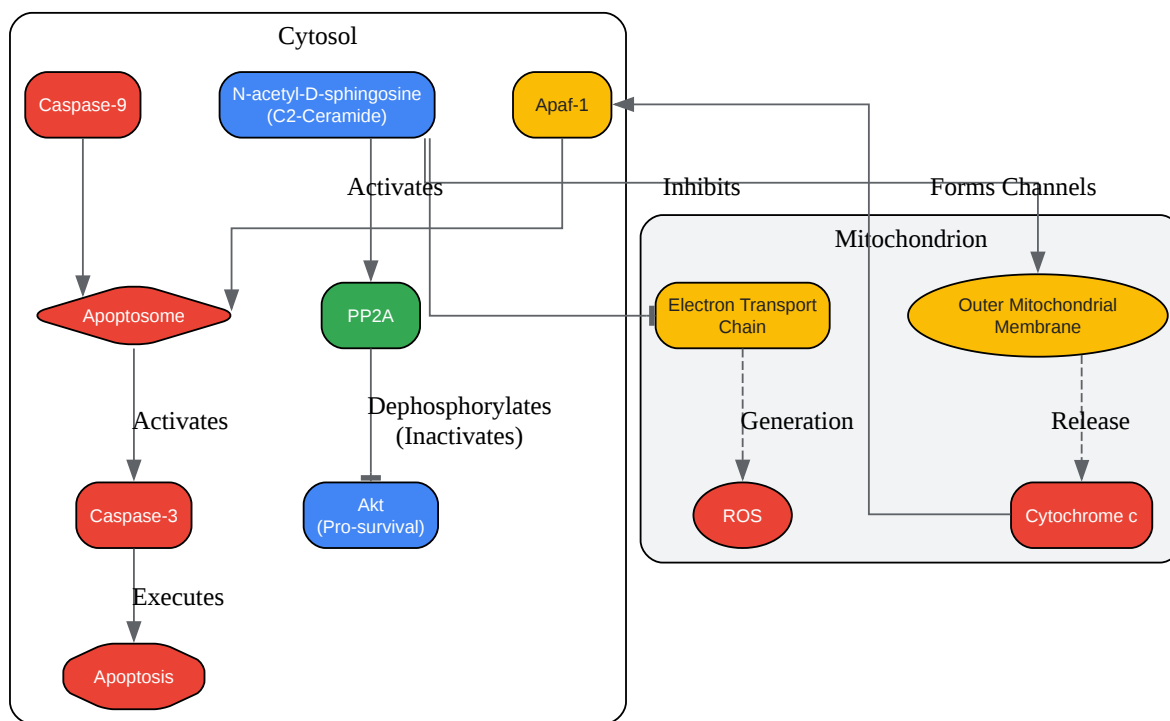 Cytosol
Caspase-9
N-acetyl-D-sphingosine
(C2-Ceramide)
Apaf-1
Activates
Inhibits
Forms Channels
Mitochondrion
Apoptosome
PP2A
Electron Transport
Chain
Outer Mitochondrial
Membrane
Activates
Dephosphorylates
(Inactivates)
Generation
Release
Caspase-3
Akt
(Pro-survival)
ROS
Cytochrome c
Executes
Apoptosis